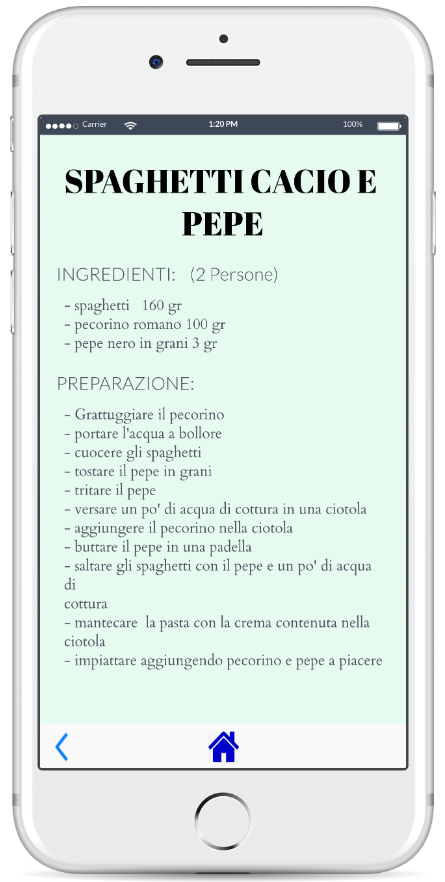 Carrier 1:20 PM 100%
SPAGHETTI CACIO E
PEPE
INGREDIENTI: (2 Persone)
- spaghetti 160 gr
- pecorino romano 100 gr
- pepe nero in grani 3 gr
PREPARAZIONE:
- Grattuggiare il pecorino
- portare l'acqua a bollore
- cuocere gli spaghetti
- tostare il pepe in grani
- tritare il pepe
- versare un po' di acqua di cottura in una ciotola
- aggiungere il pecorino nella ciotola
- buttare il pepe in una padella
- saltare gli spaghetti con il pepe e un po' di acqua
di
cottura
- mantecare la pasta con la crema contenuta nella
ciotola
- impiattare aggiungendo pecorino e pepe a piacere